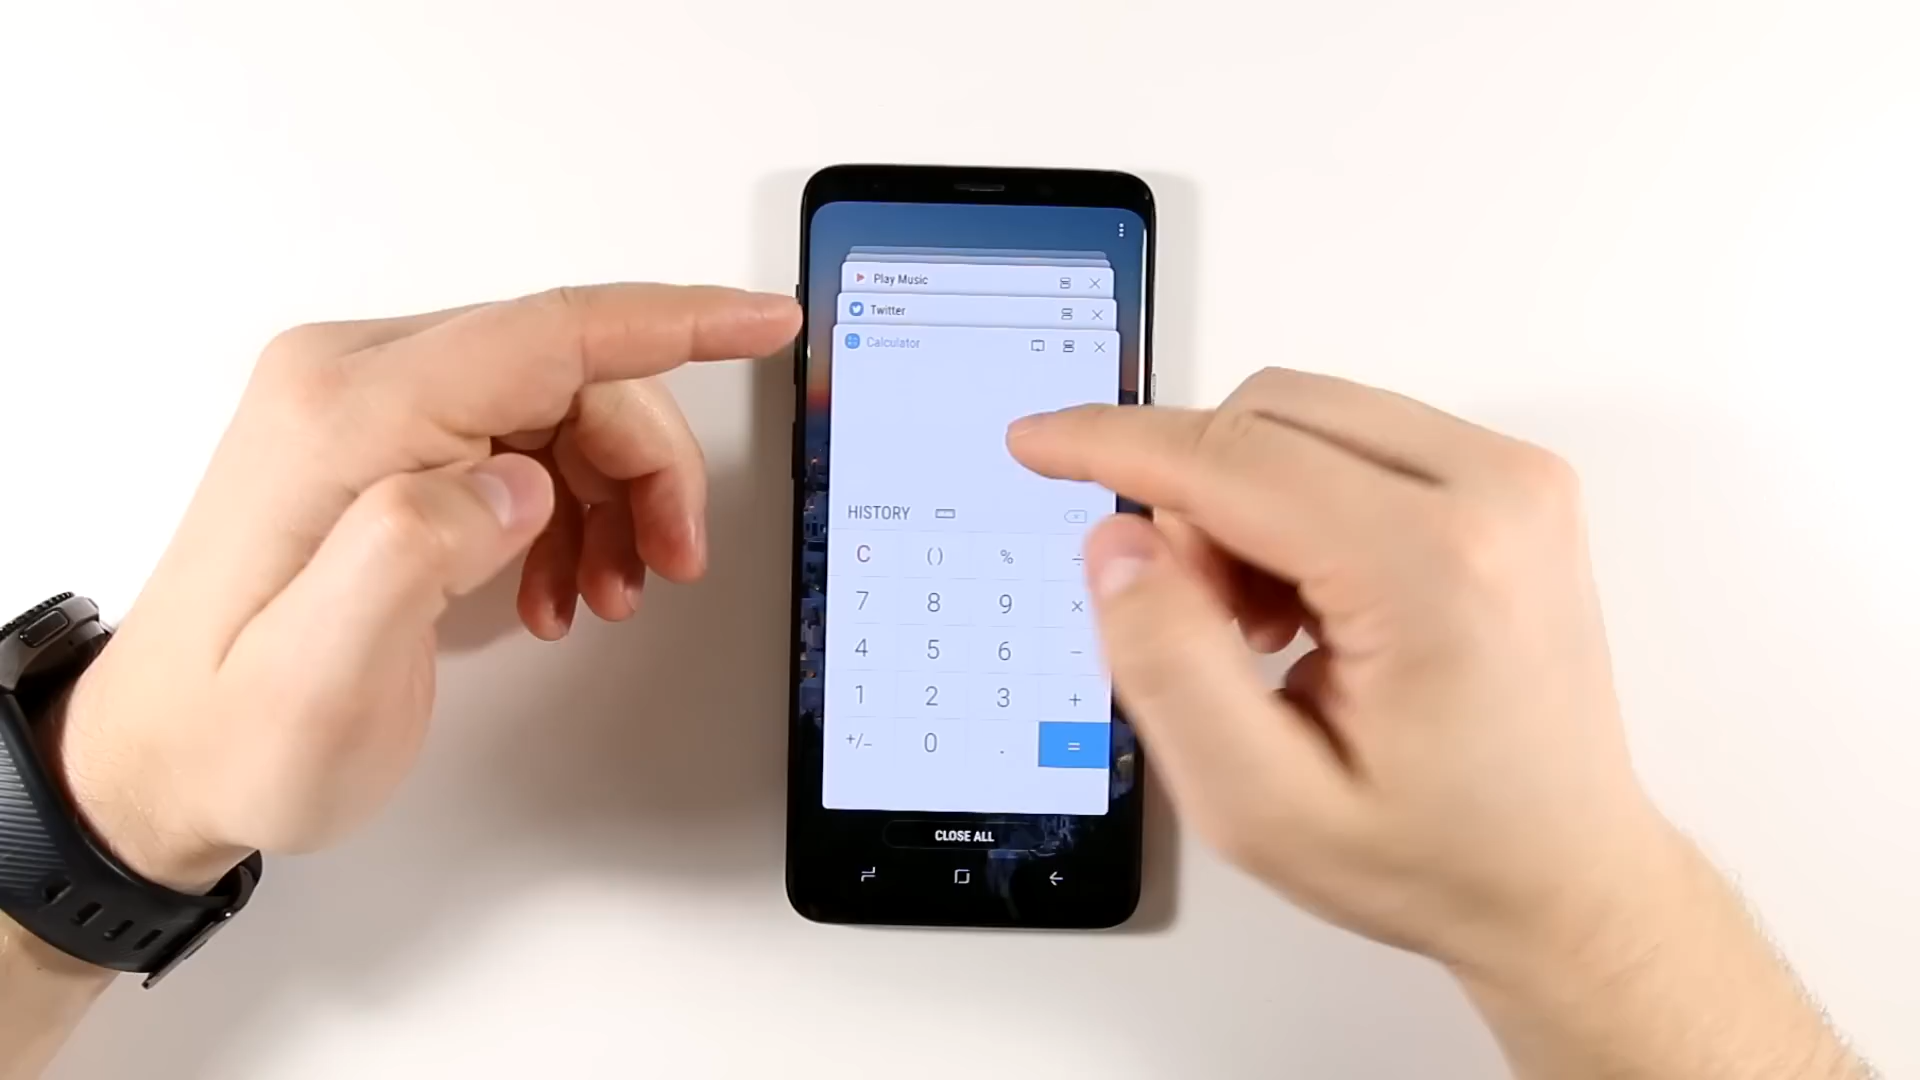 Play Music
Twitter
Calculator
HISTORY
C ( ) % ÷
7 8 9 ×
4 5 6 −
1 2 3 +
+/− 0 . =
CLOSE ALL